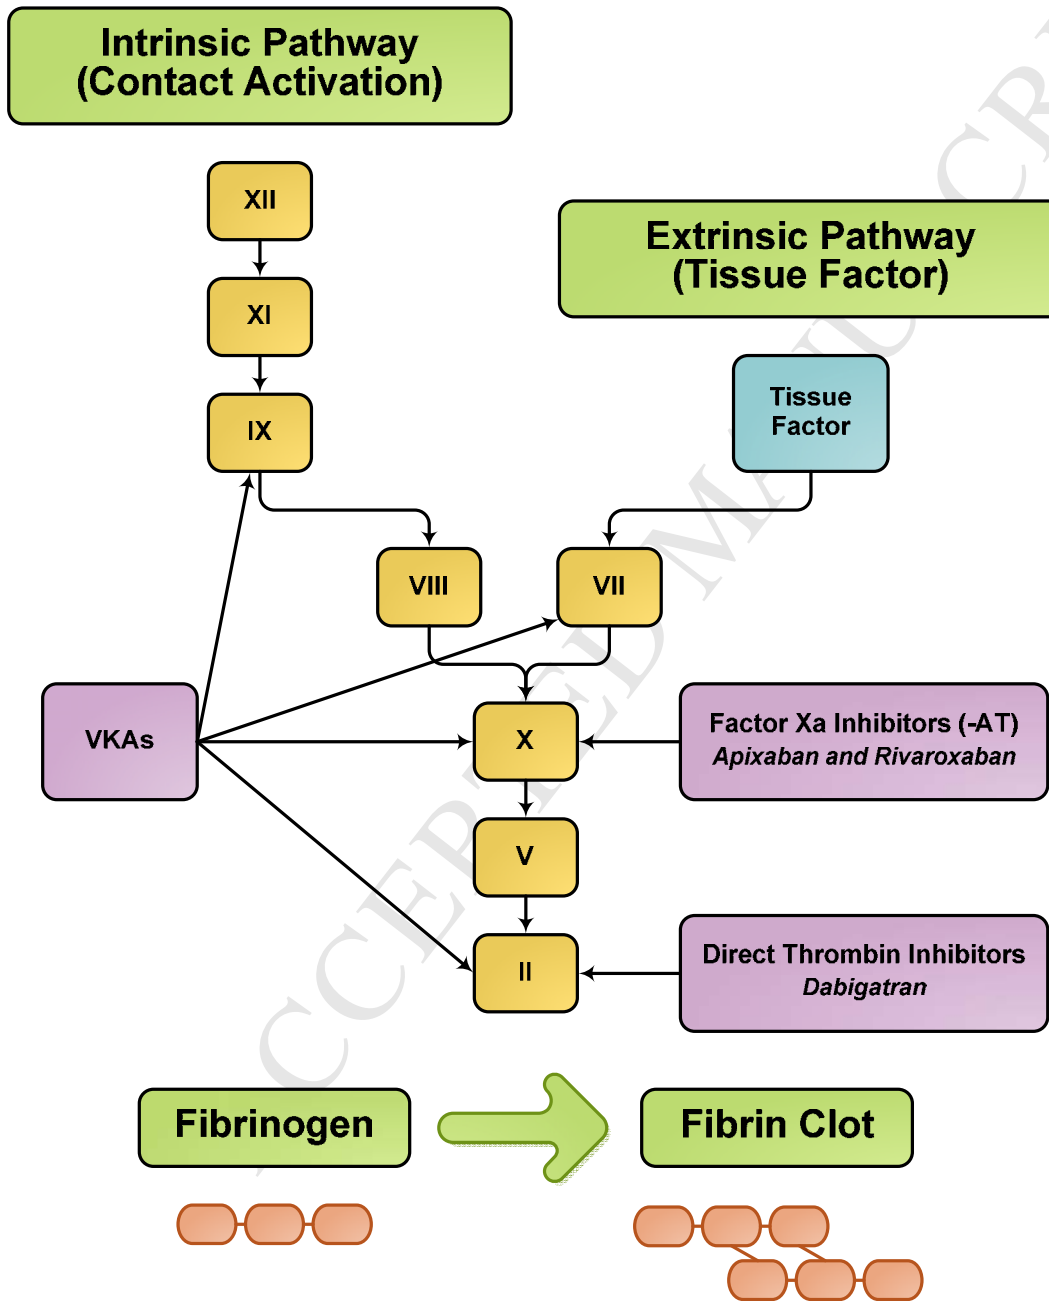 Intrinsic Pathway
(Contact Activation)
XII
Extrinsic Pathway
(Tissue Factor)
XI
Tissue
Factor
IX
VIII
VII
VKAs
X
Factor Xa Inhibitors (-AT)
Apixaban and Rivaroxaban
V
II
Direct Thrombin Inhibitors
Dabigatran
Fibrinogen
Fibrin Clot